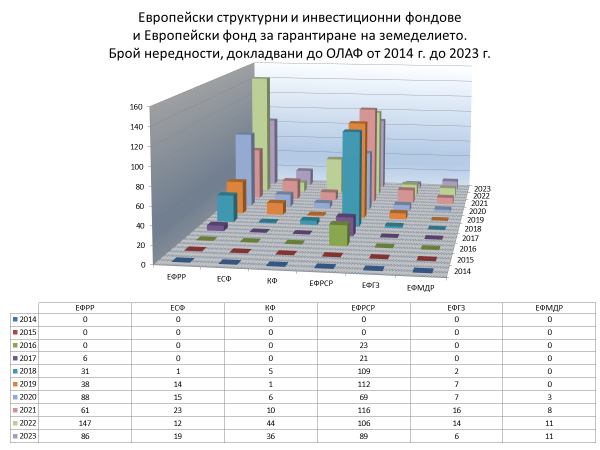 Европейски структурни и инвестиционни фондове
и Европейски фонд за гарантиране на земеделието.
Брой нередности, докладвани до ОЛАФ от 2014 г. до 2023 г.
160
140
120
100
80
60
40
20
0
2023
2022
2021
2020
2019
2018
2017
2016
2015
2014
ЕФРР ЕСФ КФ ЕФРСР ЕФГЗ ЕФМДР
ЕФРР ЕСФ КФ ЕФРСР ЕФГЗ ЕФМДР
2014 0 0 0 0 0 0
2015 0 0 0 0 0 0
2016 0 0 0 23 0 0
2017 6 0 0 21 0 0
2018 31 1 5 109 2 0
2019 38 14 1 112 7 0
2020 88 15 6 69 7 3
2021 61 23 10 116 16 8
2022 147 12 44 106 14 11
2023 86 19 36 89 6 11